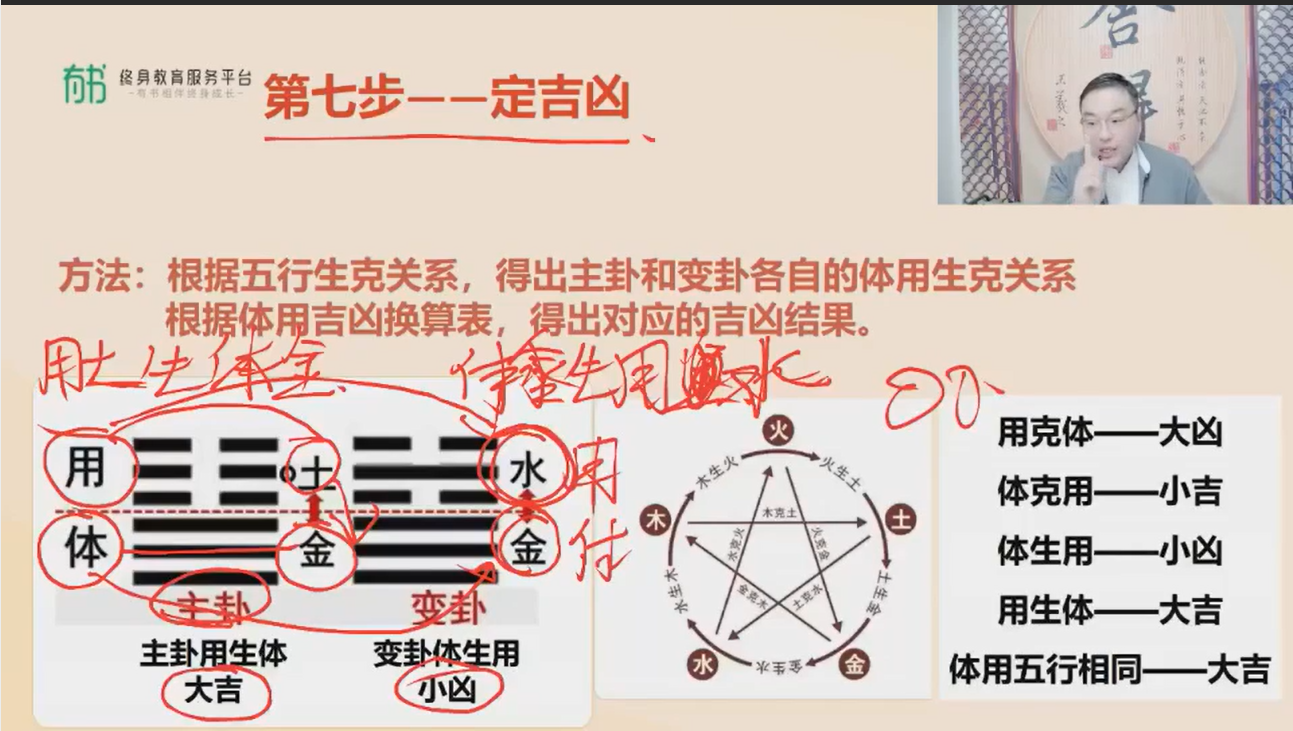 有书
终身教育服务平台
-有书相伴终身成长-
第七步——定吉凶
舍得
王羲之
方法：根据五行生克关系，得出主卦和变卦各自的体用生克关系
根据体用吉凶换算表，得出对应的吉凶结果。
用土生体金
体金生用水
用
体
土
金
水
金
用
体
主卦
变卦
主卦用生体
变卦体生用
大吉
小凶
火
木生火
火生土
木
木克土
土
水克火
火克金
水生木
金克木
土克水
土生金
水
金生水
金
用克体——大凶
体克用——小吉
体生用——小凶
用生体——大吉
体用五行相同——大吉